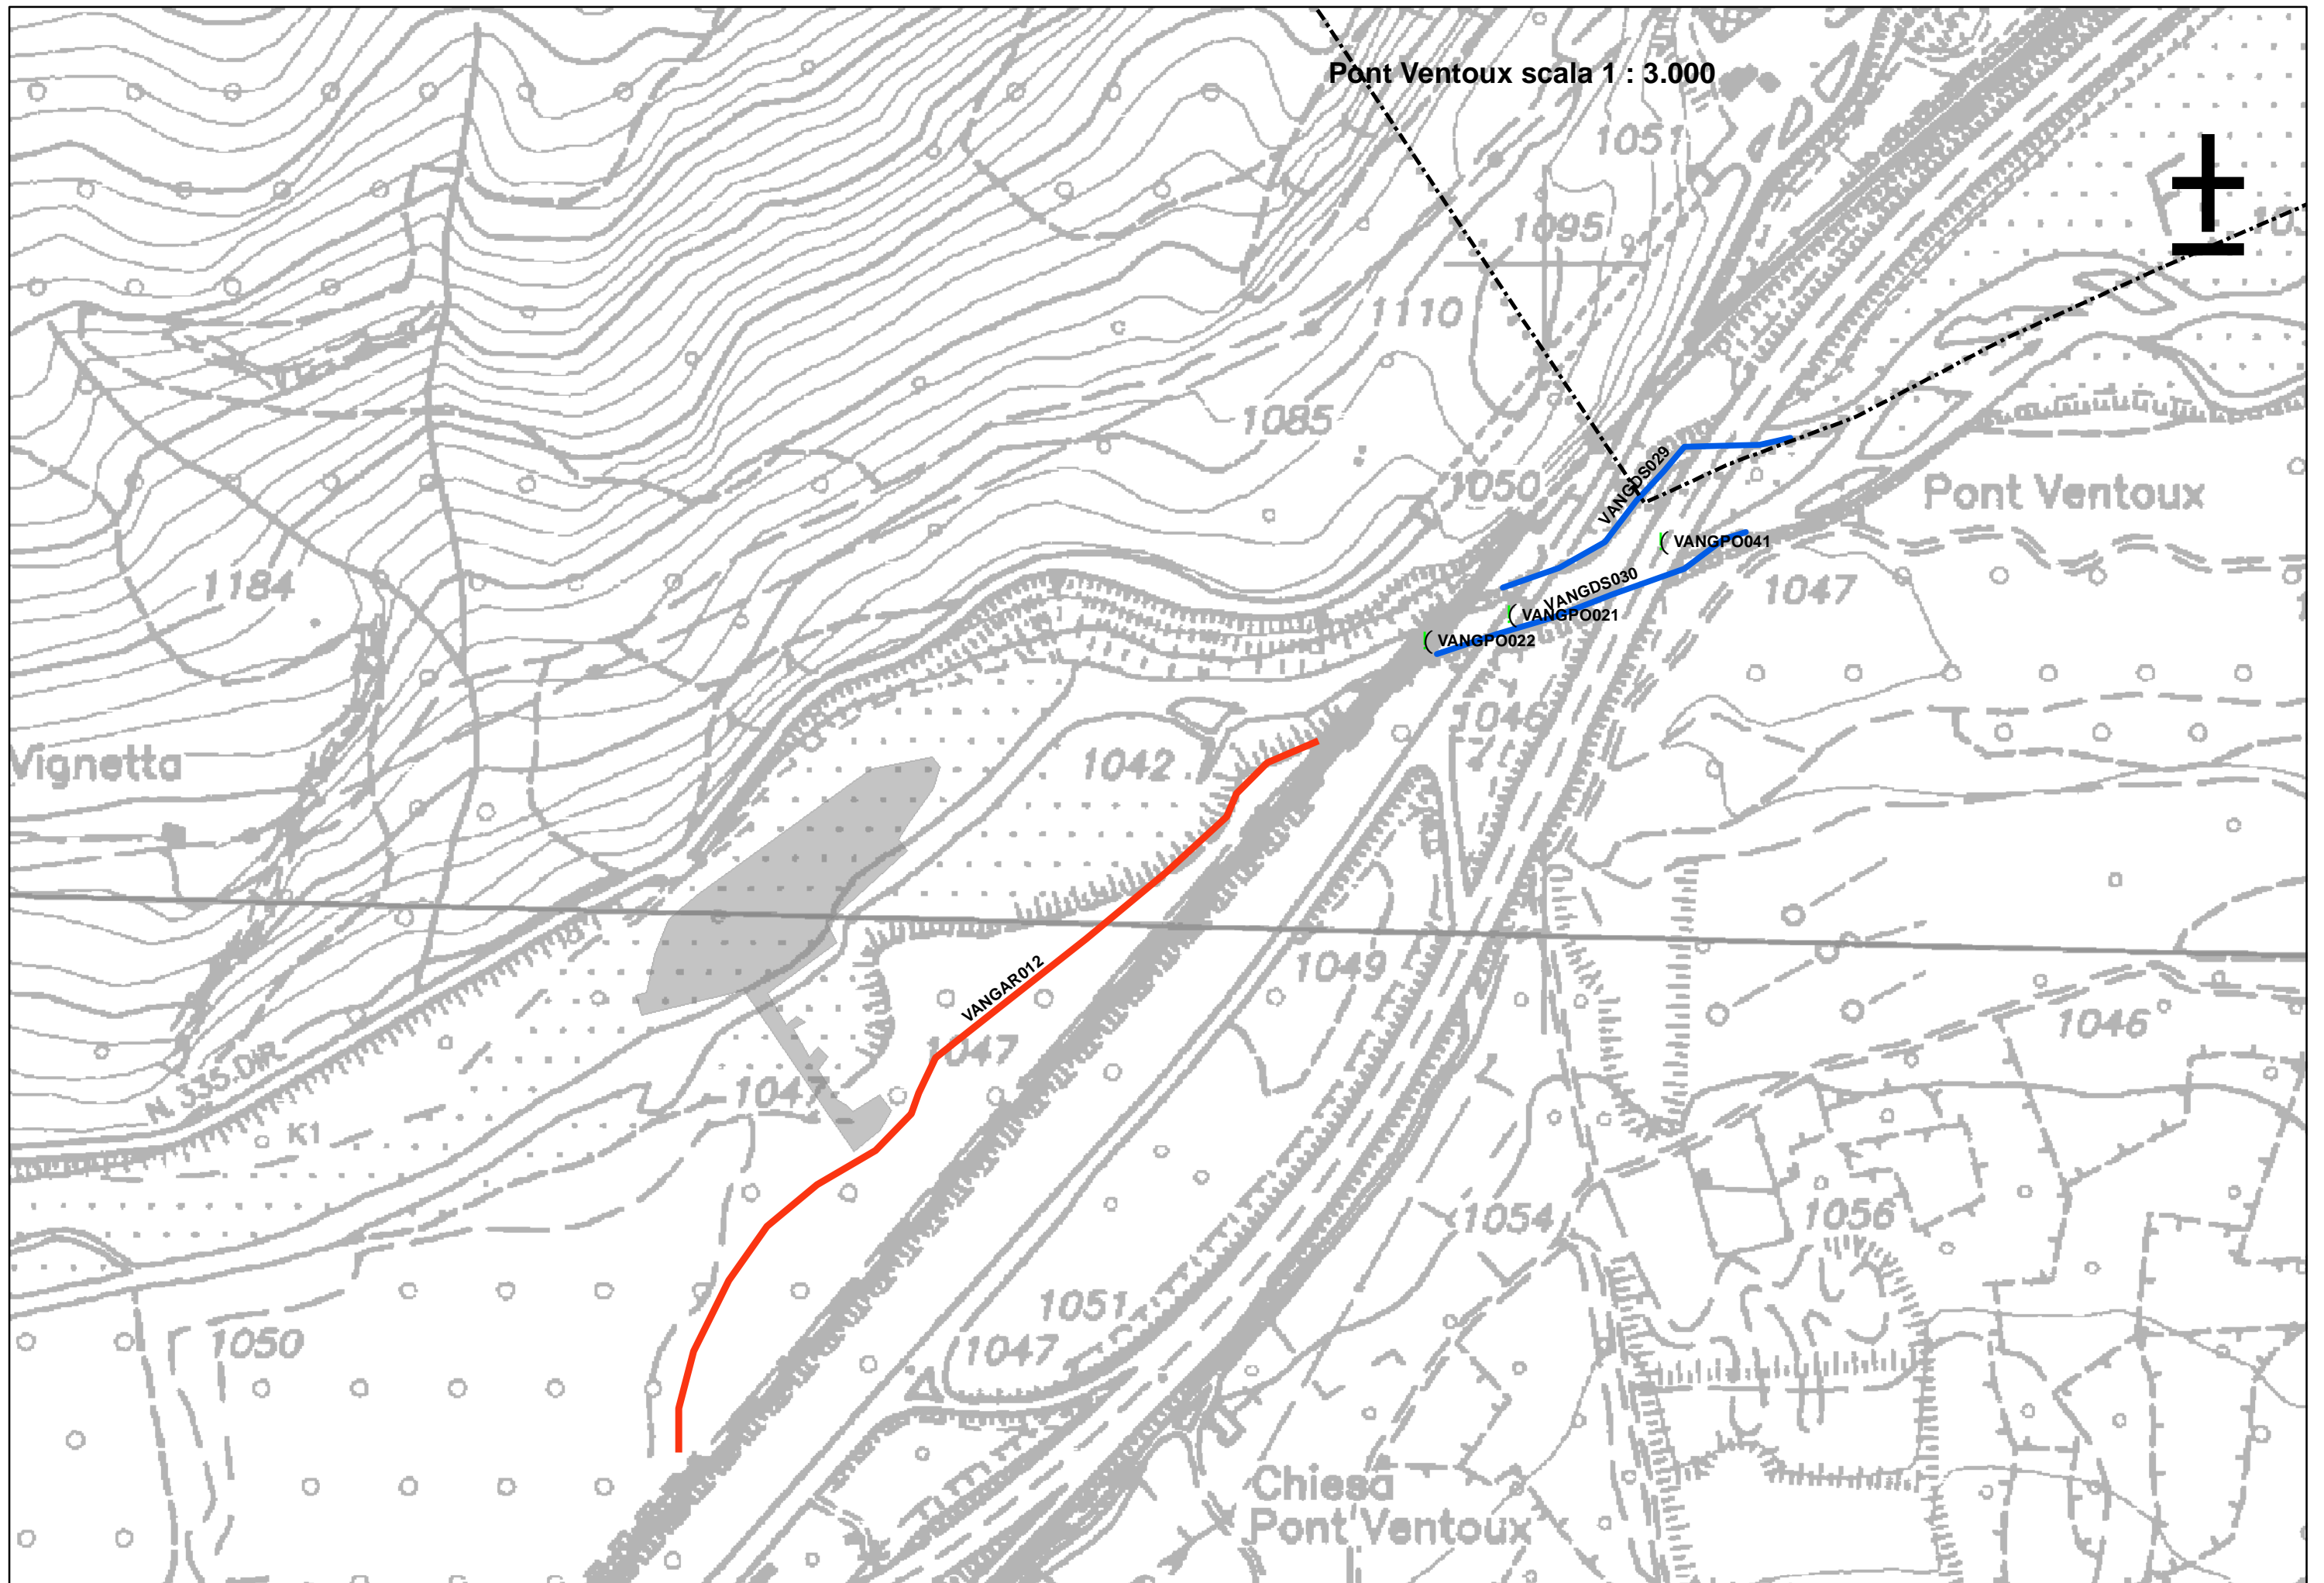 Pont Ventoux scala 1 : 3.000
1051
1095
1110
1085
1050
VANGDS029
Pont Ventoux
VANGPO041
1184
VANGDS030
1047
VANGPO021
VANGPO022
1046
Vignetta
1042
1049
VANGAR012
1046
1047
1047
N. 335 DIR
K1
1054
1056
1051
1050
1047
Chiesa
Pont Ventoux